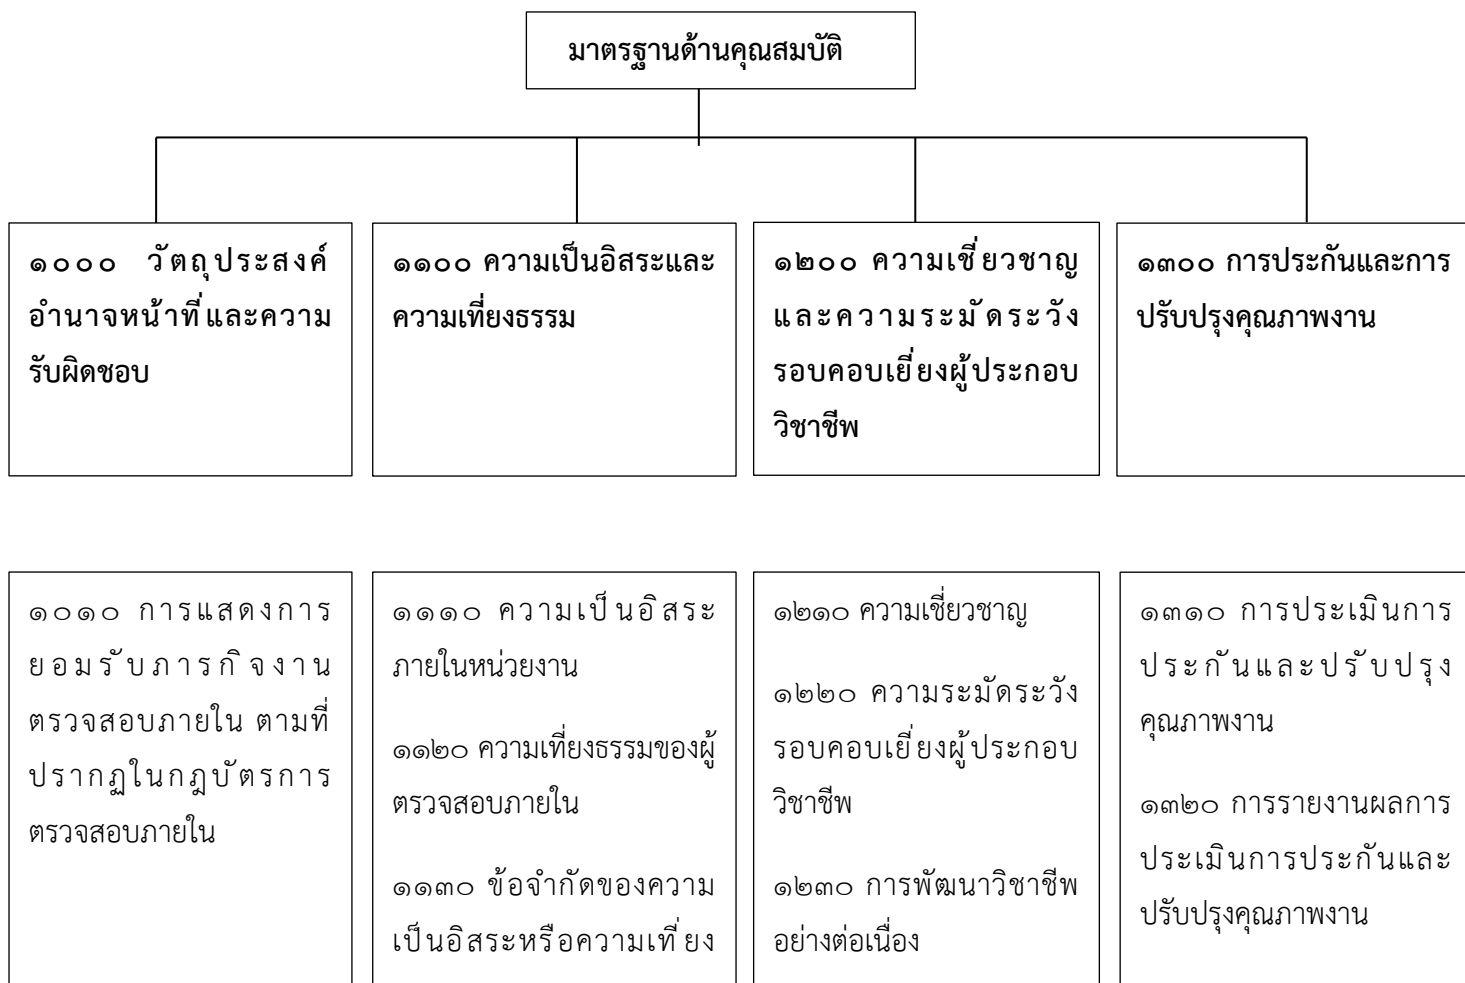 มาตรฐานด้านคุณสมบัติ
๑๐๐๐ วัตถุประสงค์
อำนาจหน้าที่และความ
รับผิดชอบ
๑๑๐๐ ความเป็นอิสระและ
ความเที่ยงธรรม
๑๒๐๐ ความเชี่ยวชาญ
และความระมัดระวัง
รอบคอบเยี่ยงผู้ประกอบ
วิชาชีพ
๑๓๐๐ การประกันและการ
ปรับปรุงคุณภาพงาน
๑๐๑๐ การแสดงการ
ยอมรับภารกิจงาน
ตรวจสอบภายใน ตามที่
ปรากฏในกฎบัตรการ
ตรวจสอบภายใน
๑๑๑๐ ความเป็นอิสระ
ภายในหน่วยงาน
๑๑๒๐ ความเที่ยงธรรมของผู้
ตรวจสอบภายใน
๑๑๓๐ ข้อจำกัดของความ
เป็นอิสระหรือความเที่ยง
๑๒๑๐ ความเชี่ยวชาญ
๑๒๒๐ ความระมัดระวัง
รอบคอบเยี่ยงผู้ประกอบ
วิชาชีพ
๑๒๓๐ การพัฒนาวิชาชีพ
อย่างต่อเนื่อง
๑๓๑๐ การประเมินการ
ประกันและปรับปรุง
คุณภาพงาน
๑๓๒๐ การรายงานผลการ
ประเมินการประกันและ
ปรับปรุงคุณภาพงาน